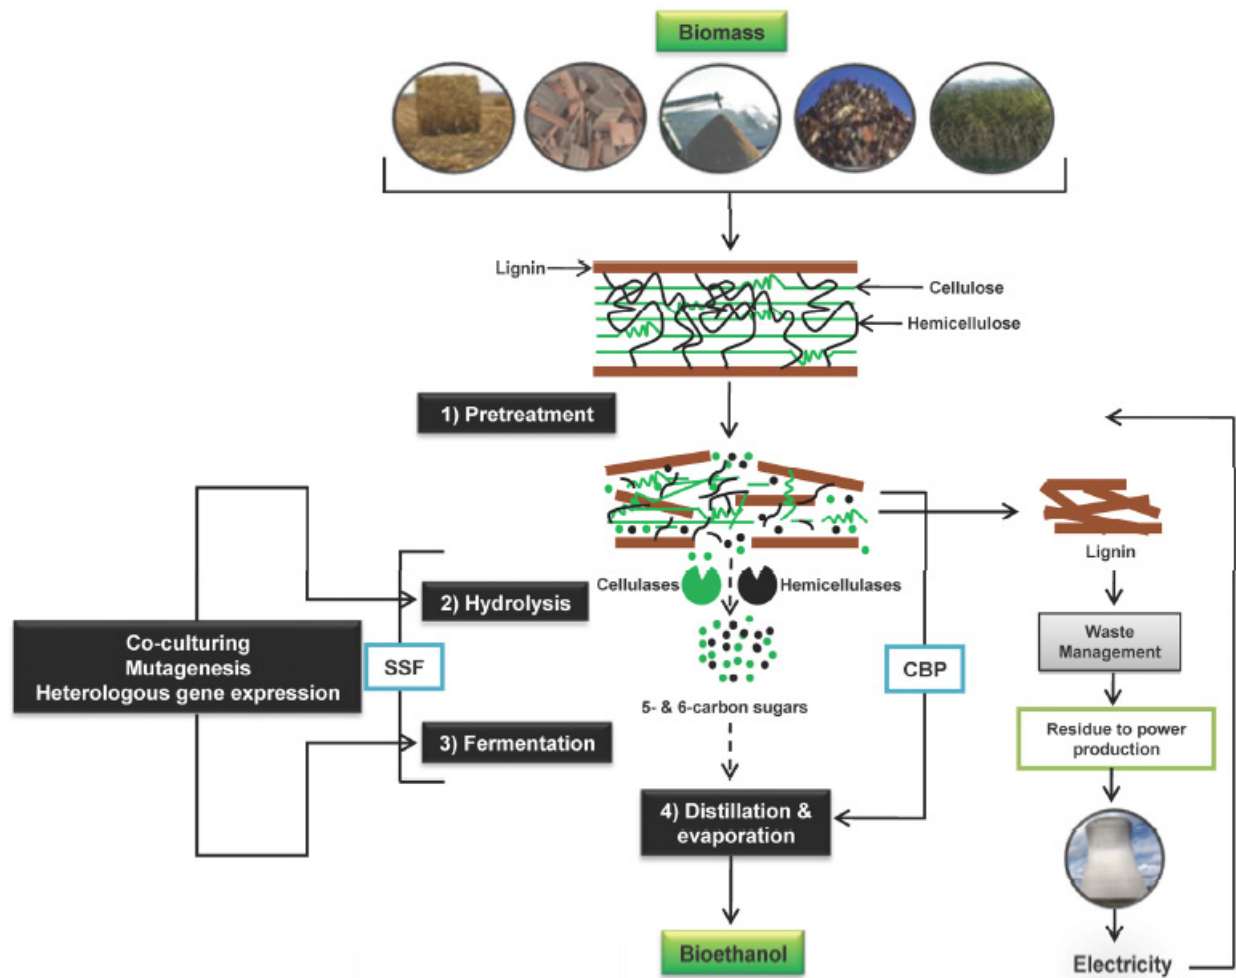 Biomass
Lignin
Cellulose
Hemicellulose
1) Pretreatment
Lignin
Cellulases
Hemicellulases
2) Hydrolysis
Co-culturing
Mutagenesis
Heterologous gene expression
SSF
CBP
Waste
Management
5- & 6-carbon sugars
3) Fermentation
Residue to power
production
4) Distillation &
evaporation
Bioethanol
Electricity